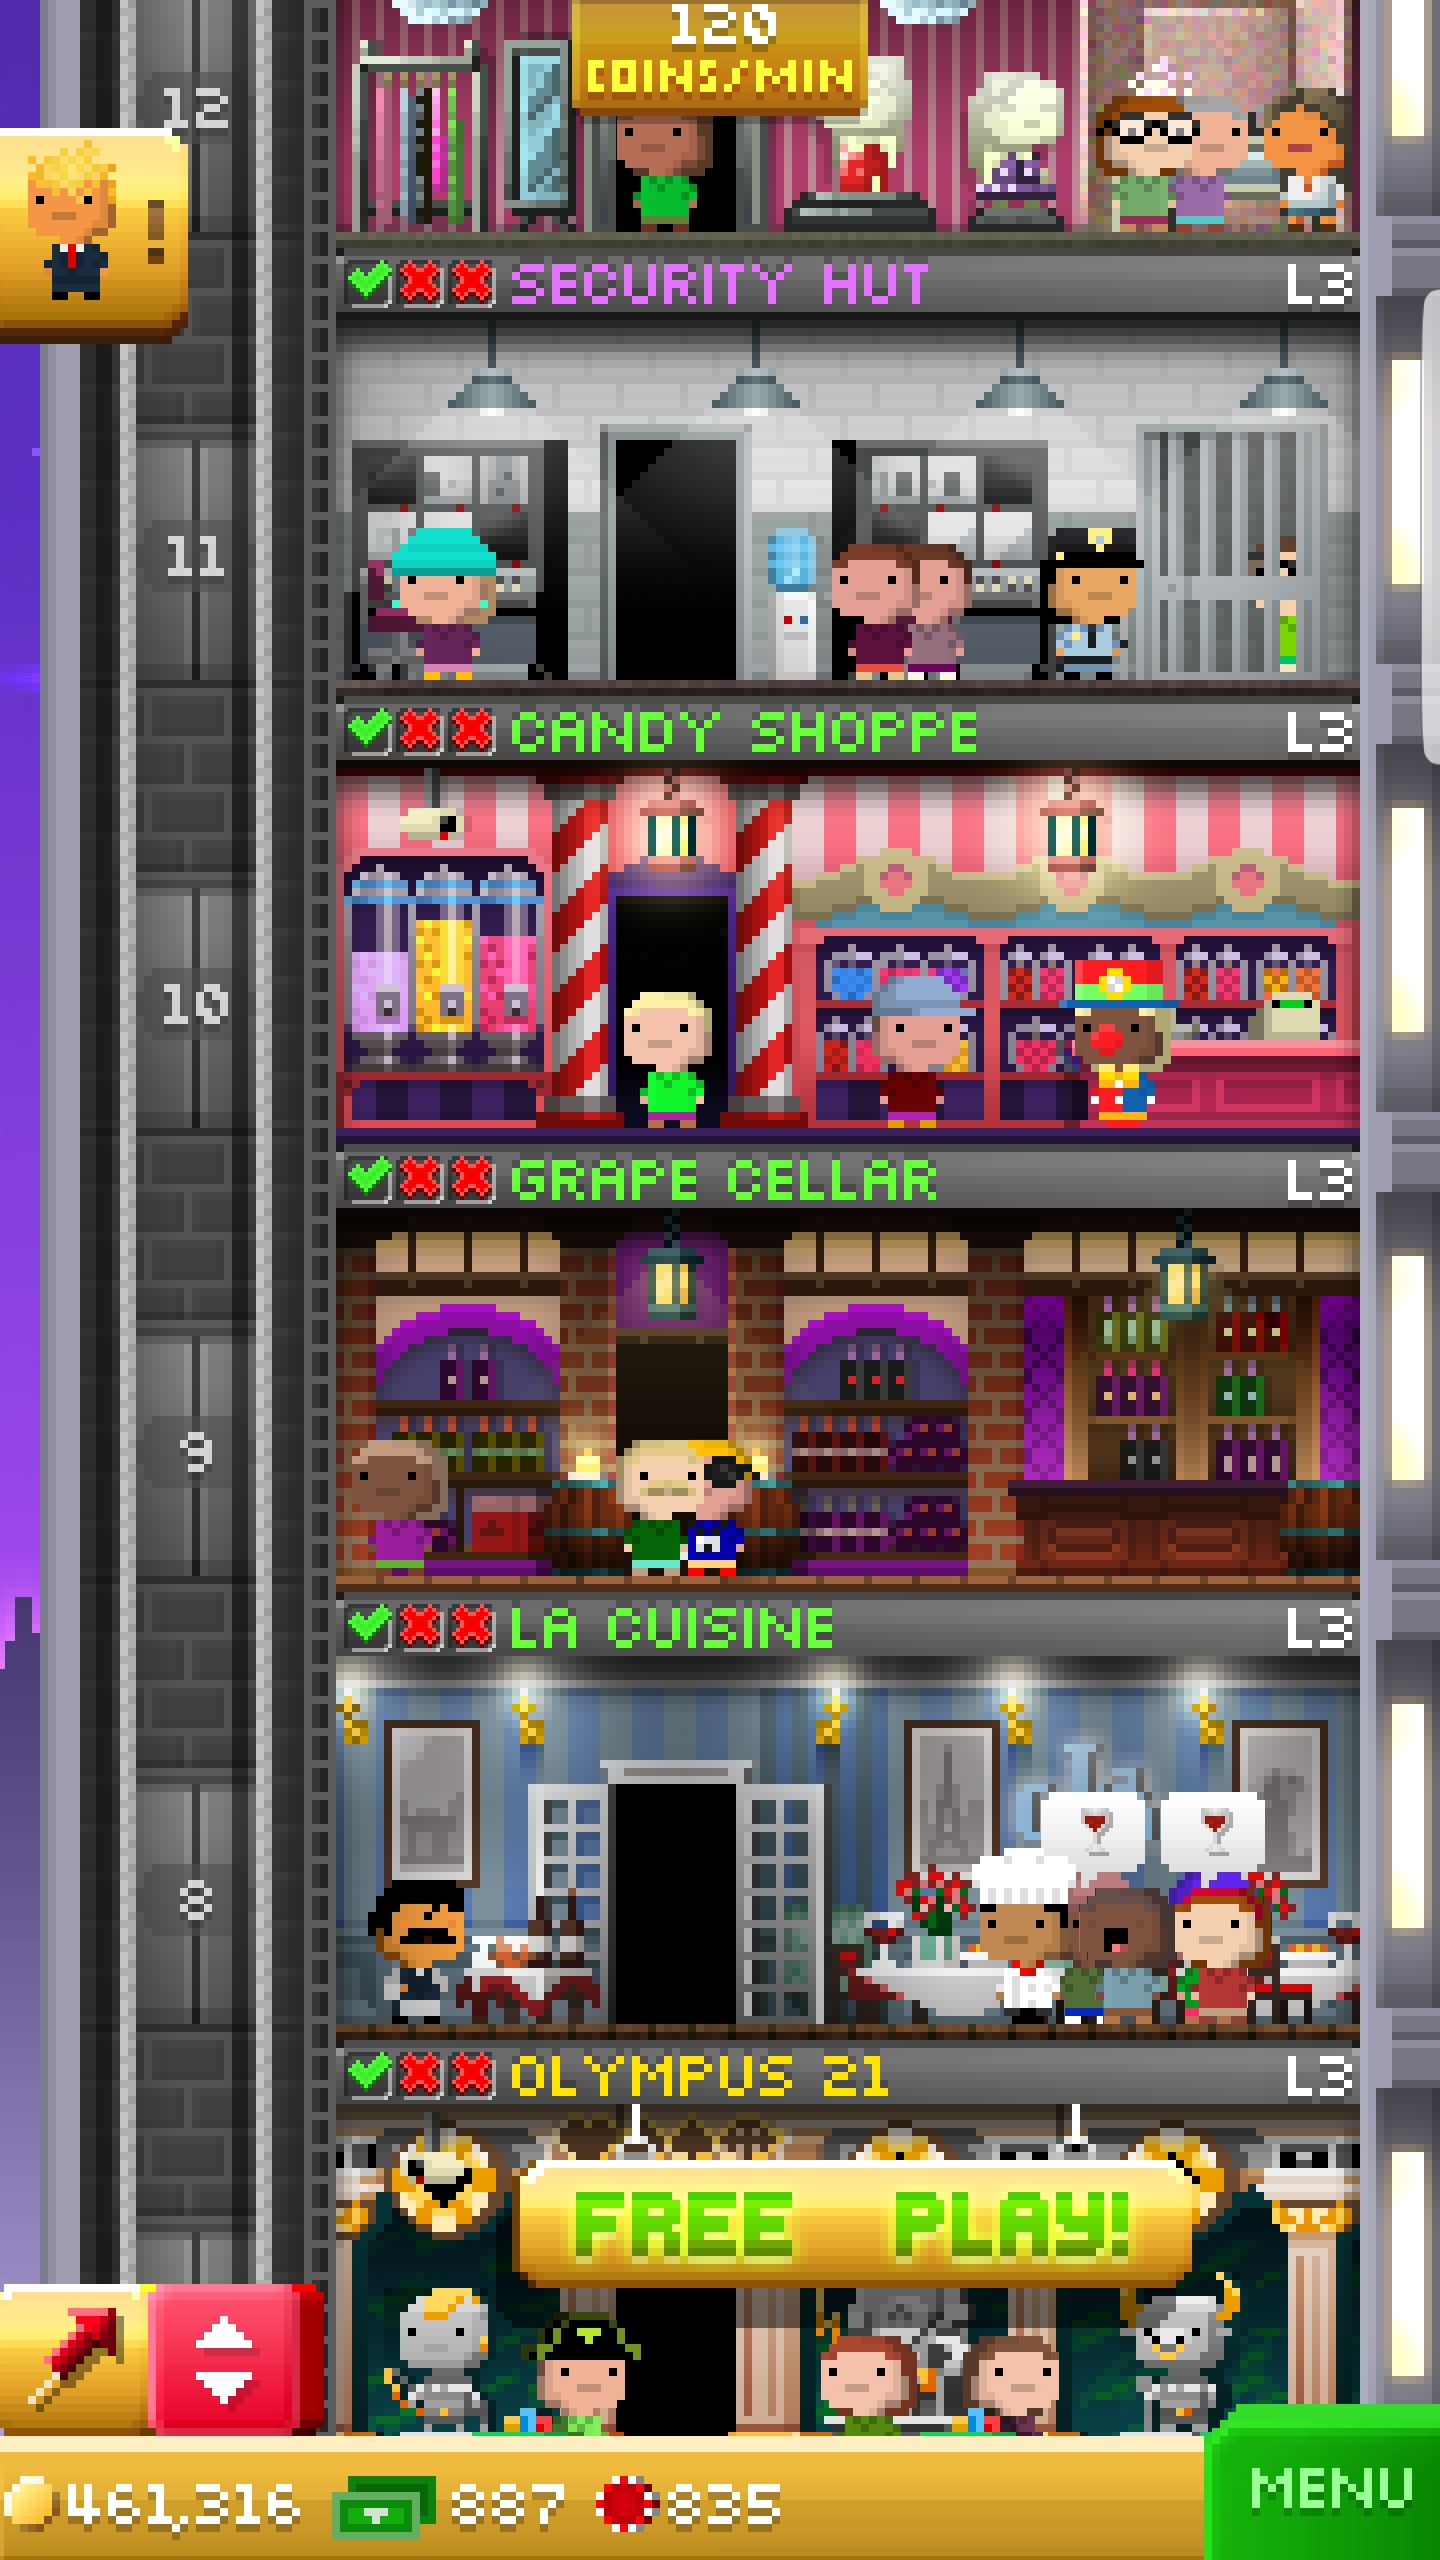 120
COINS/MIN
12
!
SECURITY HUT L3
11
CANDY SHOPPE L3
10
GRAPE CELLAR L3
9
LA CUISINE L3
8
OLYMPUS 21 L3
FREE PLAY!
461,316 887 835 MENU